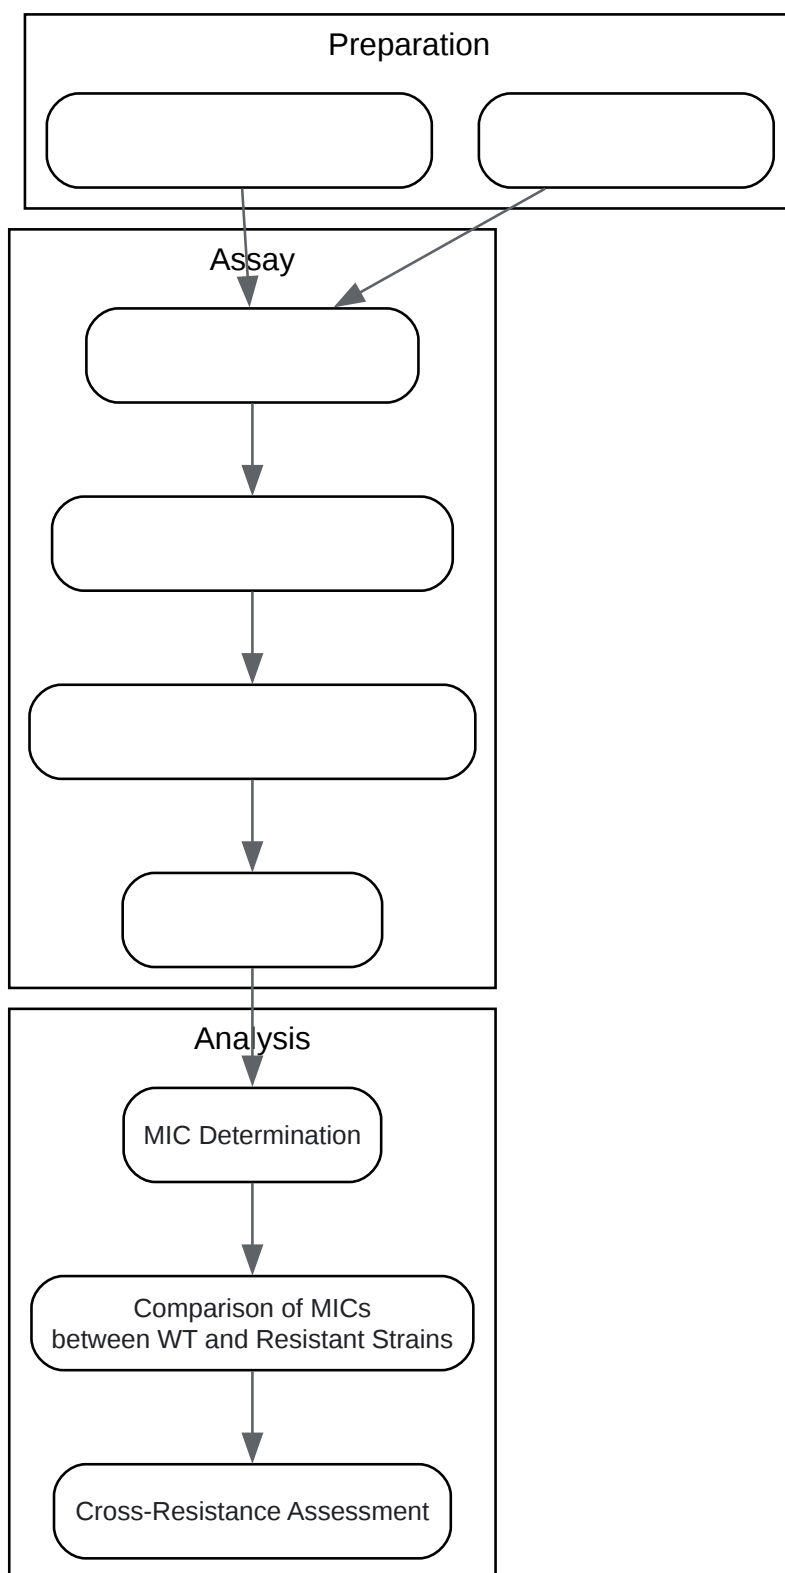 Preparation
Assay
Analysis
MIC Determination
Comparison of MICs
between WT and Resistant Strains
Cross-Resistance Assessment